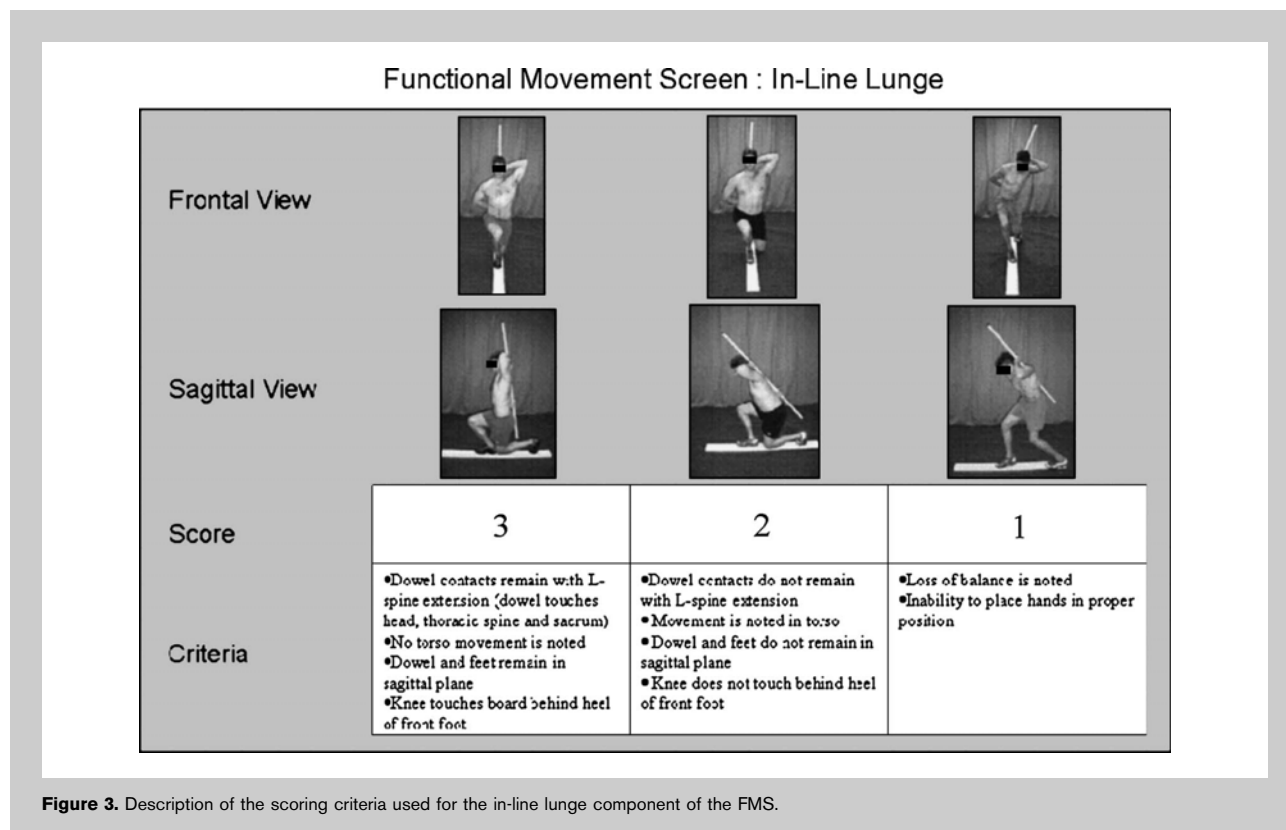 Functional Movement Screen : In-Line Lunge
Frontal View
Sagittal View
Score
3
2
1
Criteria
•Dowel contacts remain with L-
spine extension (dowel touches
head, thoracic spine and sacrum)
•No torso movement is noted
•Dowel and feet remain in
sagittal plane
•Knee touches board behind heel
of front foot
•Dowel contacts do not remain
with L-spine extension
• Movement is noted in torso
•Dowel and feet do not remain in
sagittal plane
•Knee does not touch behind heel
of front foot
•Loss of balance is noted
•Inability to place hands in proper
position
Figure 3. Description of the scoring criteria used for the in-line lunge component of the FMS.